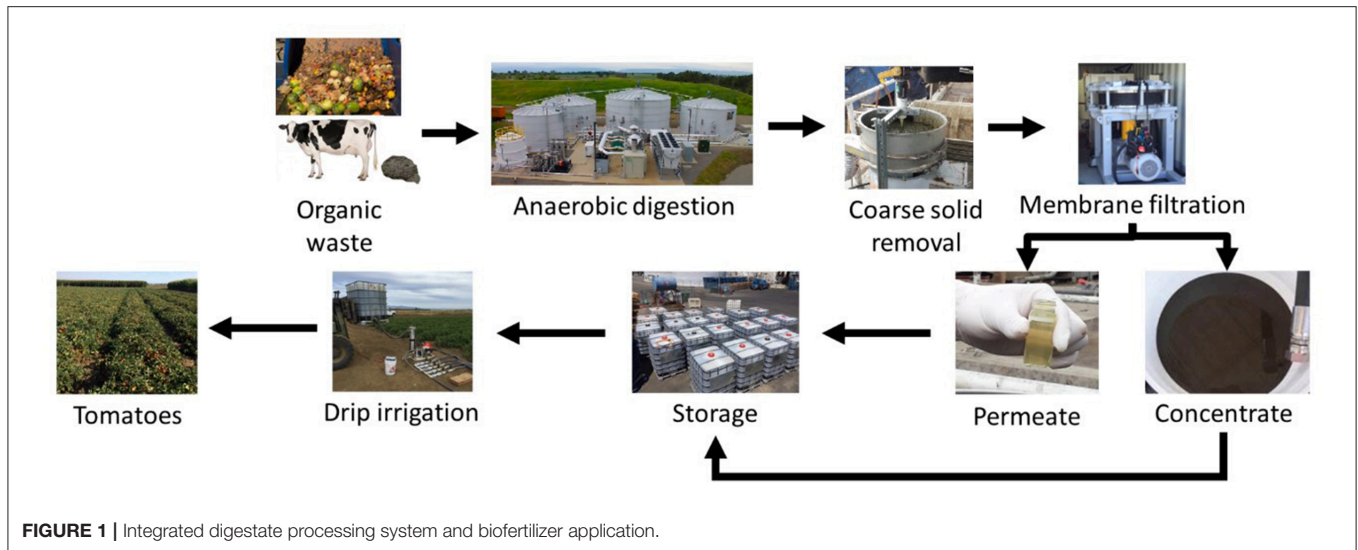 Organic
waste
Anaerobic digestion
Coarse solid
removal
Membrane filtration
Tomatoes
Drip irrigation
Storage
Permeate
Concentrate
FIGURE 1 | Integrated digestate processing system and biofertilizer application.